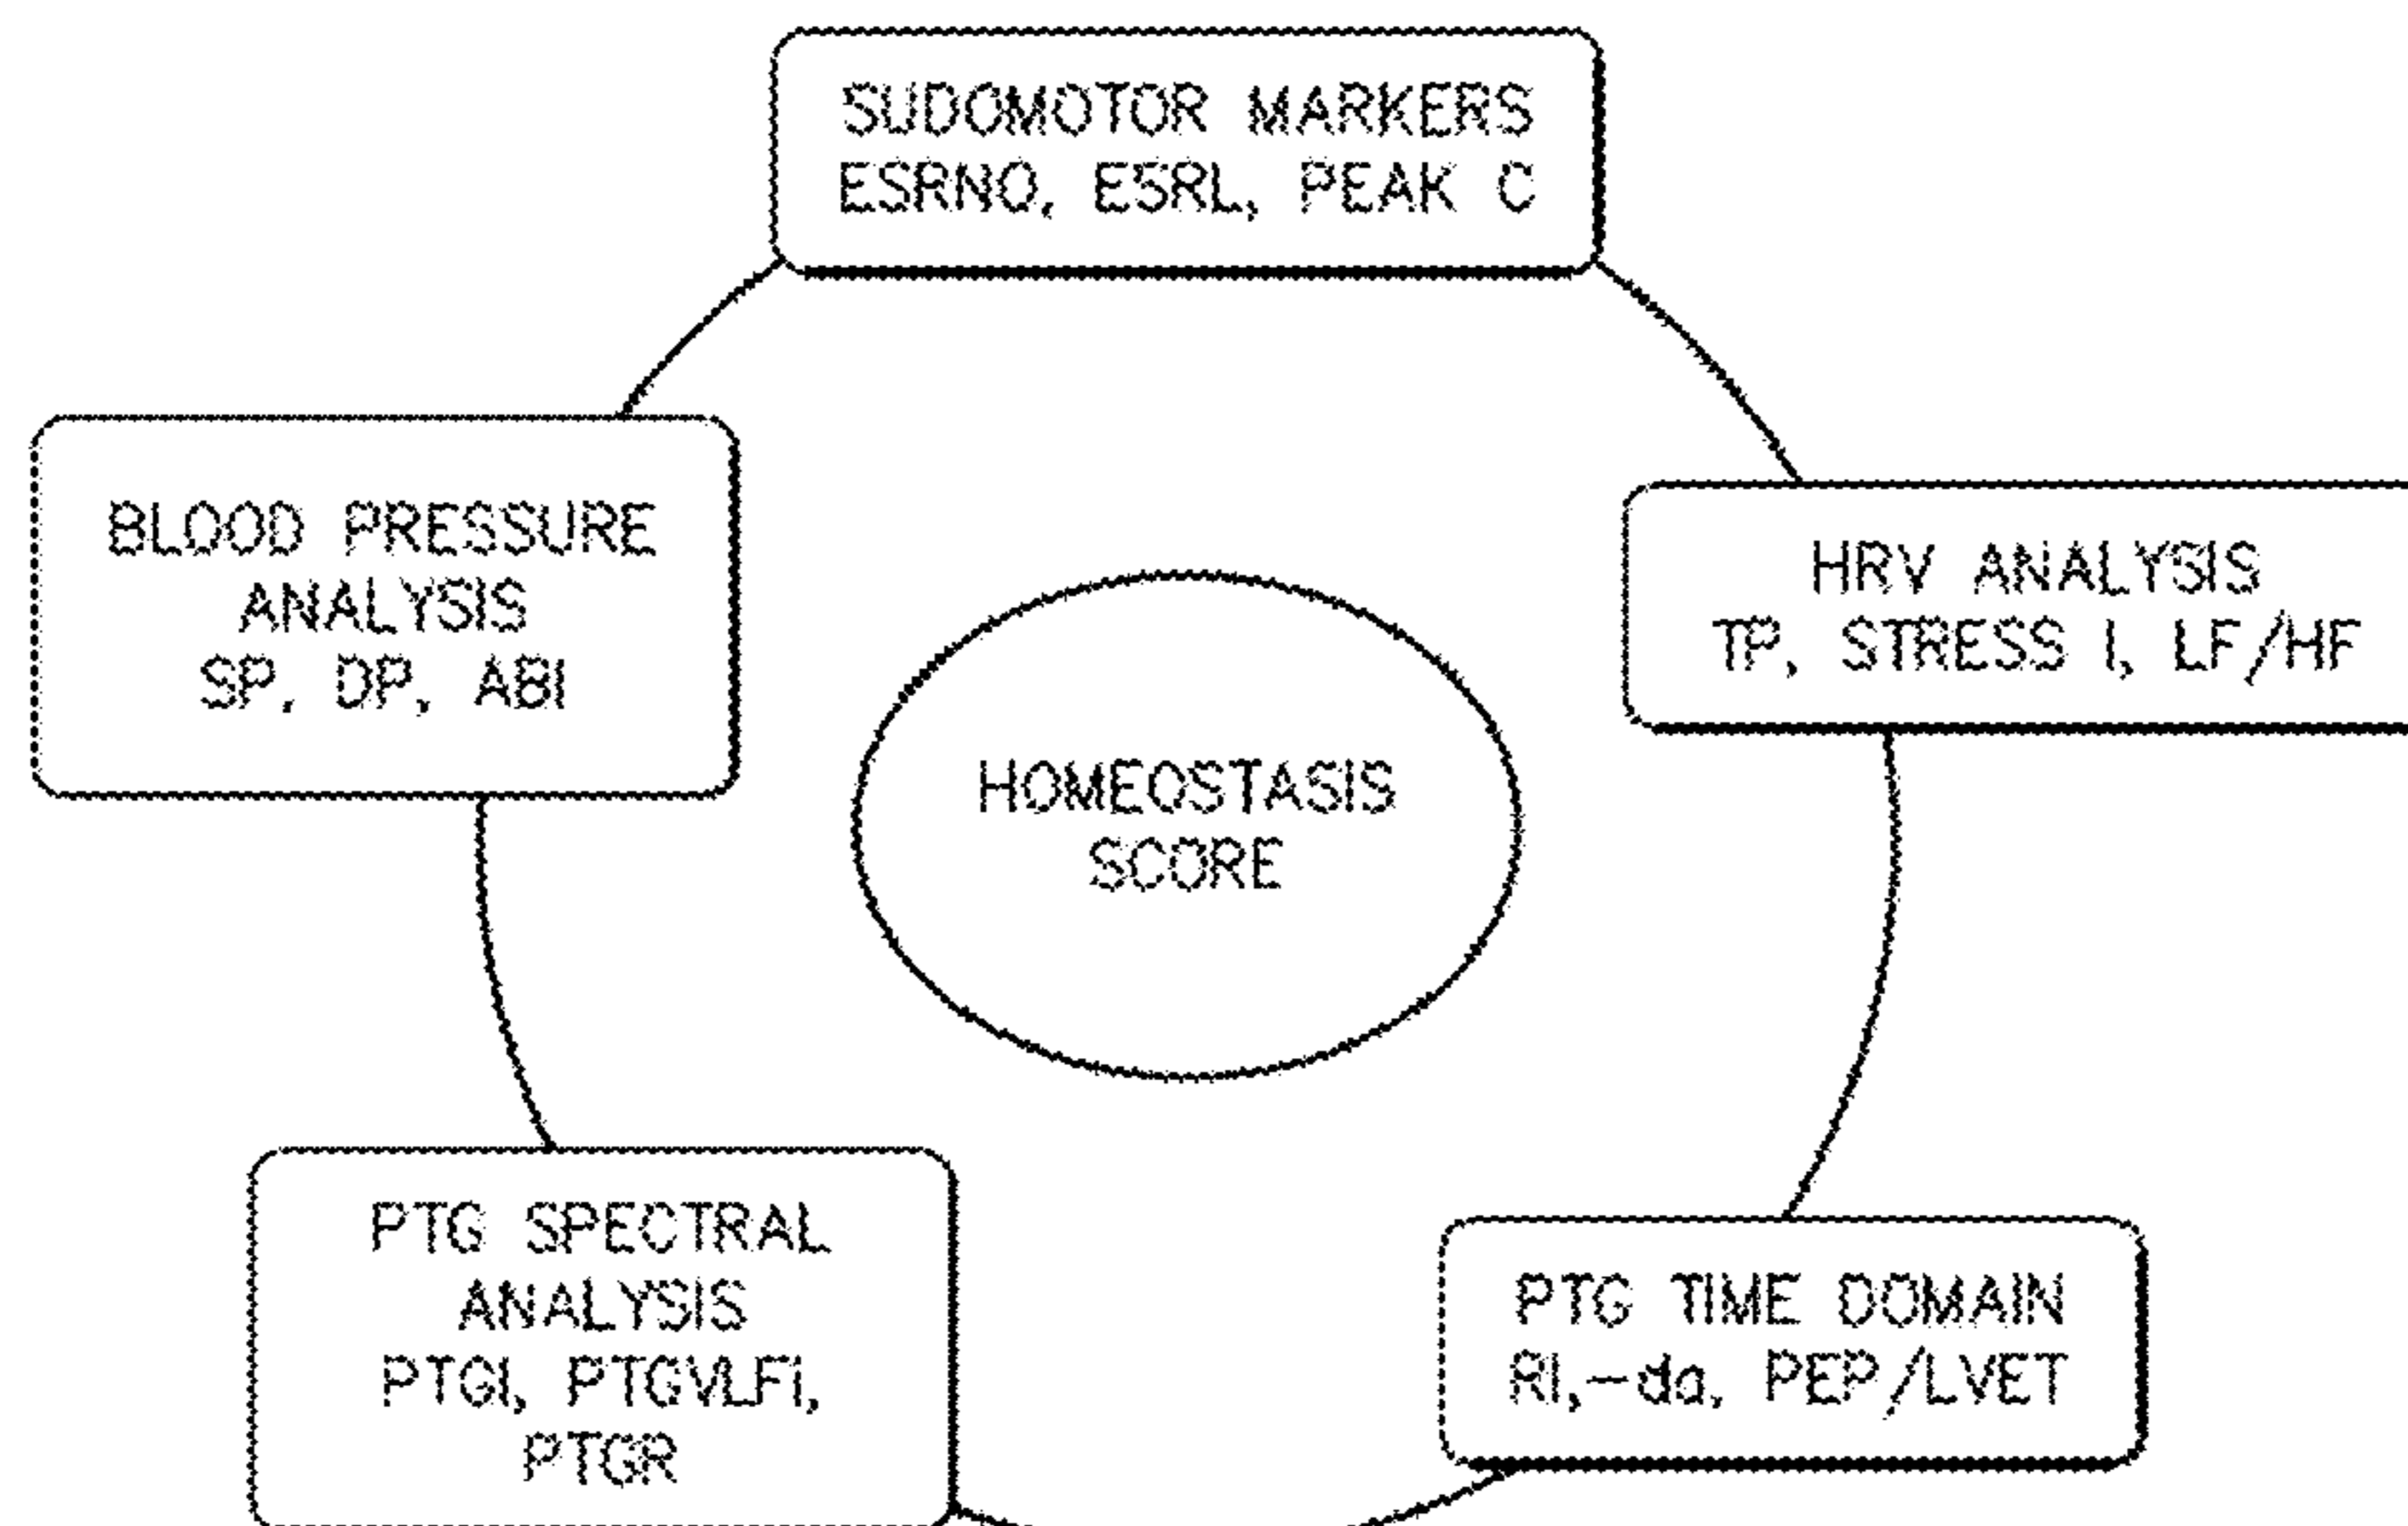 SUDOMOTOR MARKERS
ESRNO, ESRL, PEAK C
BLOOD PRESSURE
ANALYSIS
SP, DP, ABI
HRV ANALYSIS
TP, STRESS I, LF/HF
HOMEOSTASIS
SCORE
PTG SPECTRAL
ANALYSIS
PTGI, PTGVLFI,
PTGR
PTG TIME DOMAIN
RI,-da, PEP/LVET